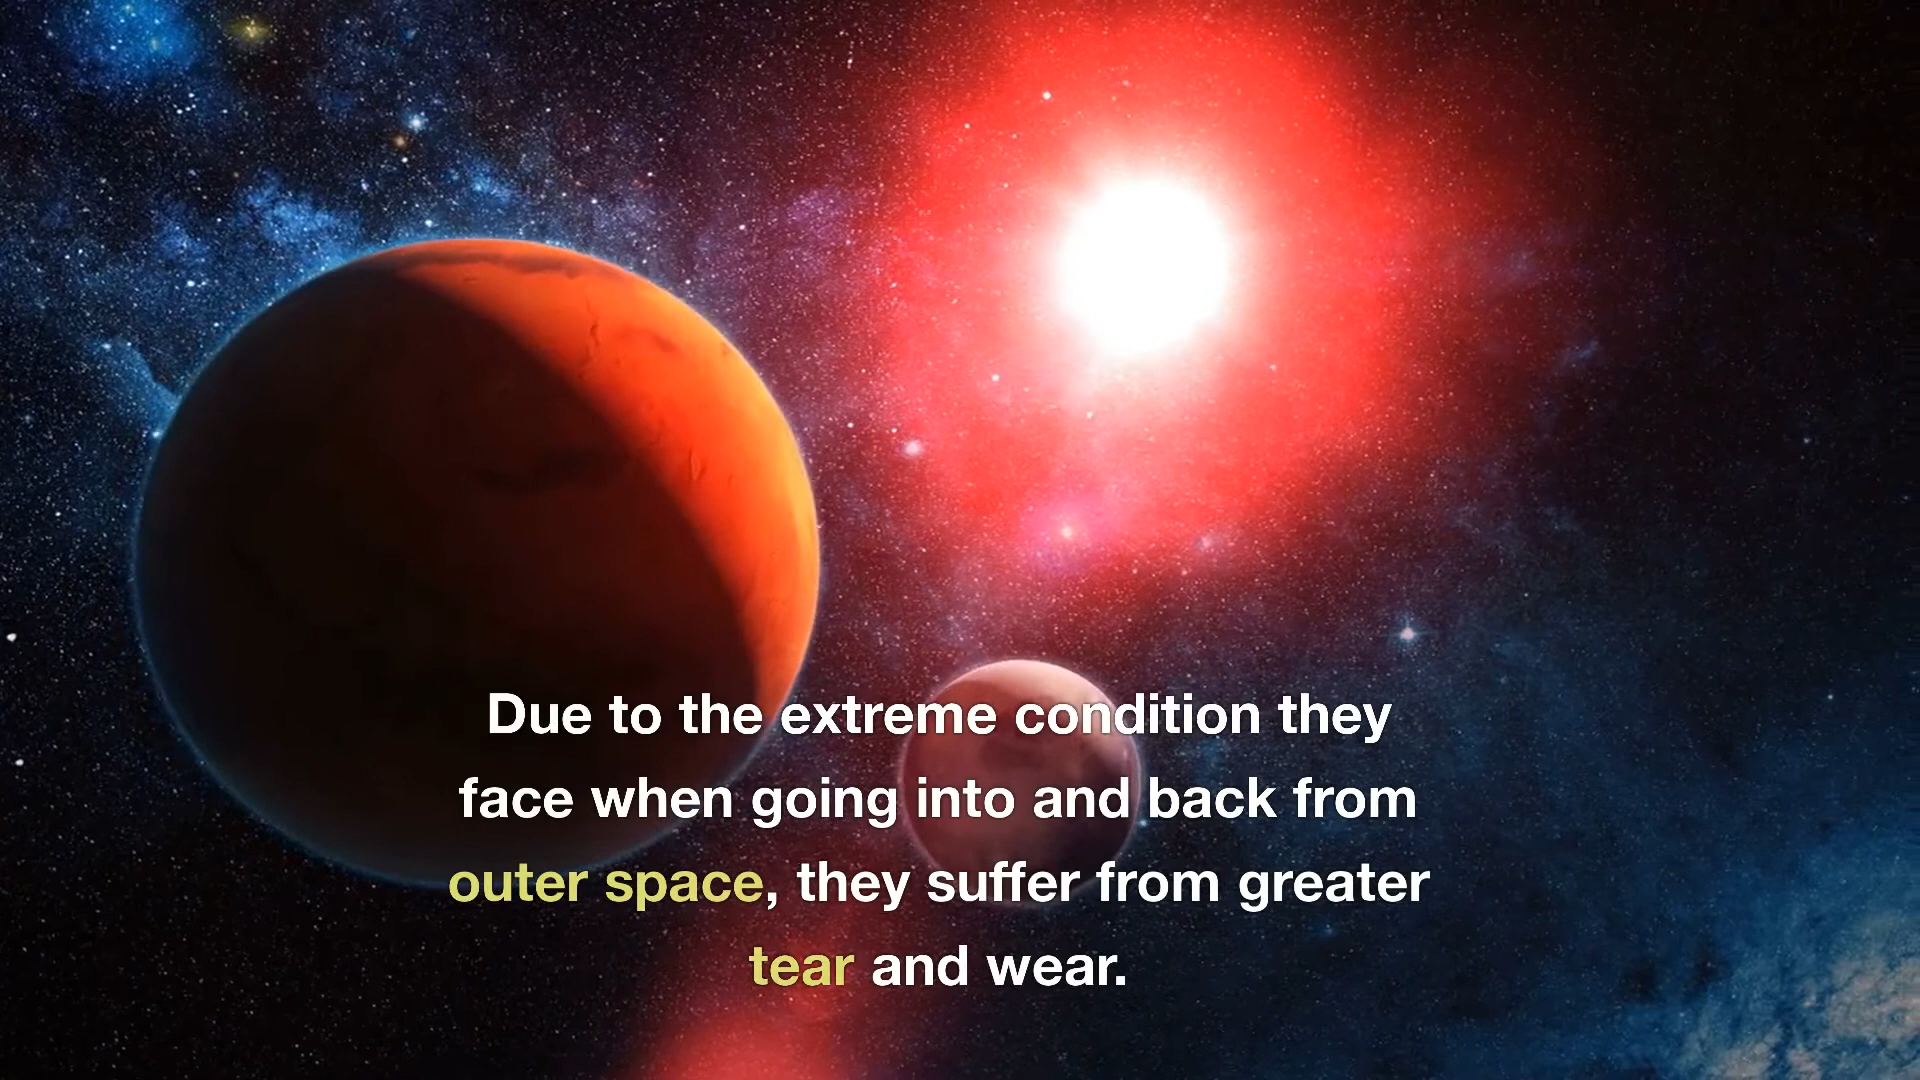 Due to the extreme condition they
face when going into and back from
outer space, they suffer from greater
tear and wear.